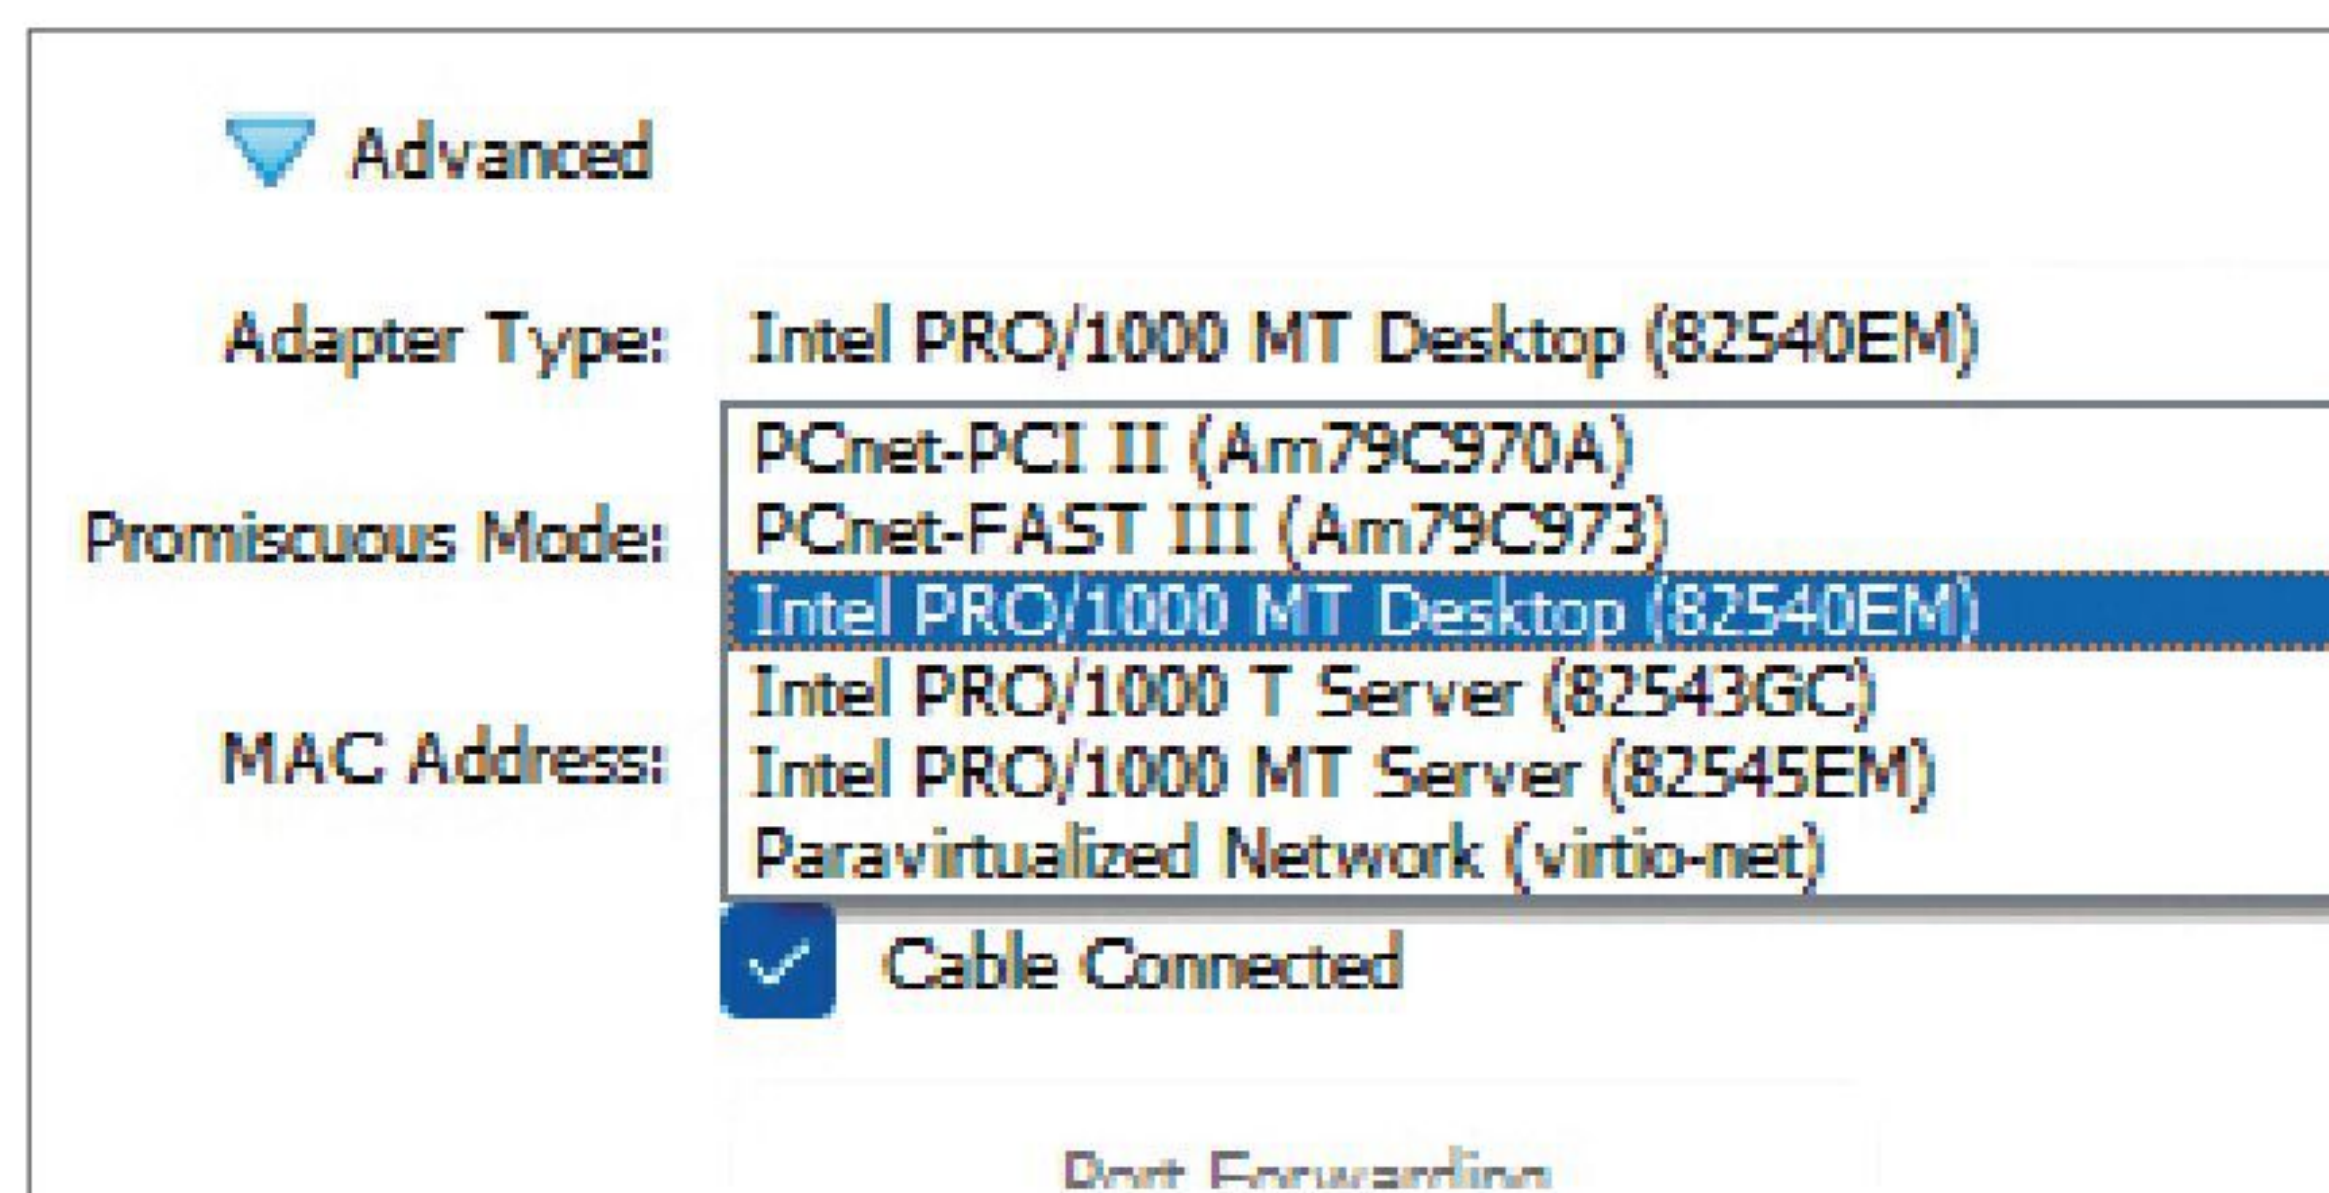 Advanced
Adapter Type: Intel PRO/1000 MT Desktop (82540EM)
PCnet-PCI II (Am79C970A)
PCnet-FAST III (Am79C973)
Promiscuous Mode:
Intel PRO/1000 MT Desktop (82540EM)
Intel PRO/1000 T Server (82543GC)
MAC Address:
Intel PRO/1000 MT Server (82545EM)
Paravirtualized Network (virtio-net)
Cable Connected
Port Forwarding